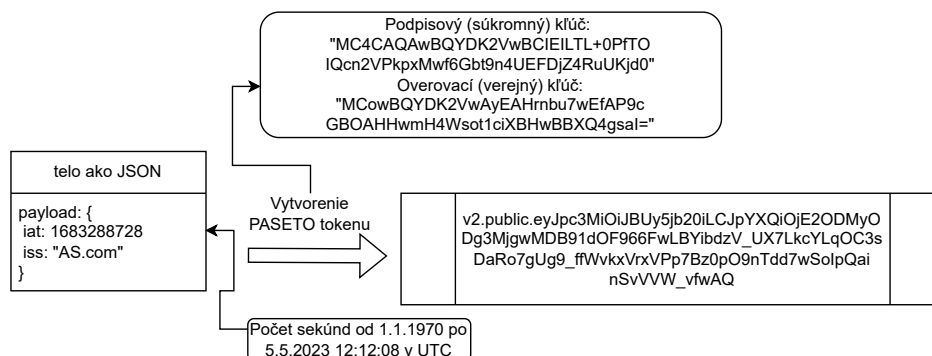 Podpisový (súkromný) kľúč:
"MC4CAQAwBQYDK2VwBCIEILTL+0PfTO
IQcn2VPkpxMwf6Gbt9n4UEFDjZ4RuUKjd0"
Overovací (verejný) kľúč:
"MCowBQYDK2VwAyEAHrnbu7wEfAP9c
GBOAHHwmH4Wsot1ciXBHwBBXQ4gsaI="
telo ako JSON
payload: {
iat: 1683288728
iss: "AS.com"
}
Vytvorenie
PASETO tokenu
v2.public.eyJpc3MiOiJBUy5jb20iLCJpYXQiOjE2ODMyO
Dg3MjgwMDB91dOF966FwLBYibdzV_UX7LkcYLqOC3s
DaRo7gUg9_ffWvkxVrxVPp7Bz0pO9nTdd7wSolpQai
nSvVVW_vfwAQ
Počet sekúnd od 1.1.1970 po
5.5.2023 12:12:08 v UTC